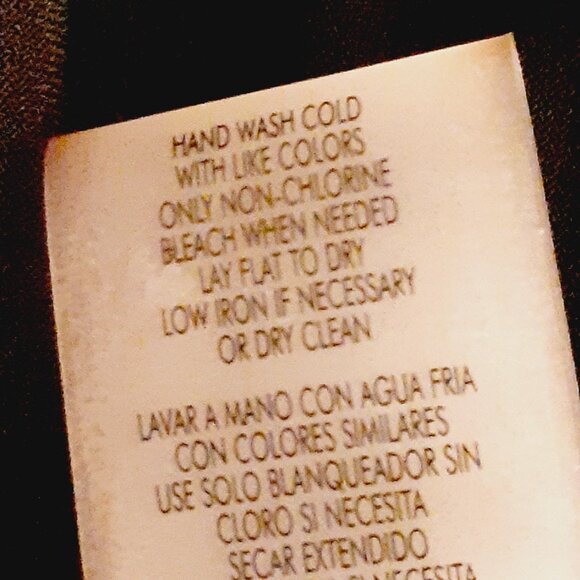 HAND WASH COLD
WITH LIKE COLORS
ONLY NON-CHLORINE
BLEACH WHEN NEEDED
LAY FLAT TO DRY
LOW IRON IF NECESSARY
OR DRY CLEAN
LAVAR A MANO CON AGUA FRIA
CON COLORES SIMILARES
USE SOLO BLANQUEADOR SIN
CLORO SI NECESITA
SECAR EXTENDIDO
SI NECESITA